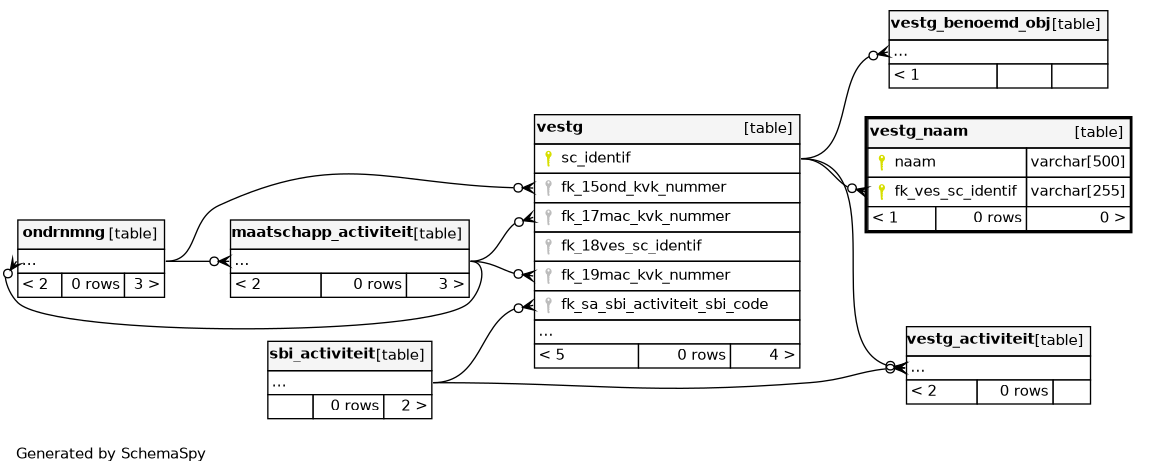 vestg_benoemd_obj [table]
...
< 1
vestg [table]
sc_identif
fk_15ond_kvk_nummer
fk_17mac_kvk_nummer
fk_18ves_sc_identif
fk_19mac_kvk_nummer
fk_sa_sbi_activiteit_sbi_code
...
< 5 0 rows 4 >
vestg_naam [table]
naam varchar[500]
fk_ves_sc_identif varchar[255]
< 1 0 rows 0 >
ondrnmng [table]
...
< 2 0 rows 3 >
maatschapp_activiteit [table]
...
< 2 0 rows 3 >
sbi_activiteit [table]
...
0 rows 2 >
vestg_activiteit [table]
...
< 2 0 rows
Generated by SchemaSpy